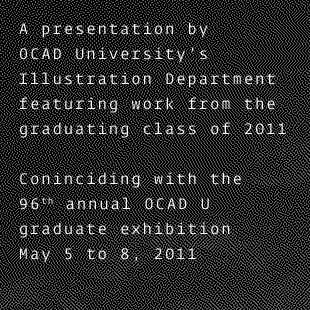 A presentation by
OCAD University's
Illustration Department
featuring work from the
graduating class of 2011
Coninciding with the
96th annual OCAD U
graduate exhibition
May 5 to 8, 2011